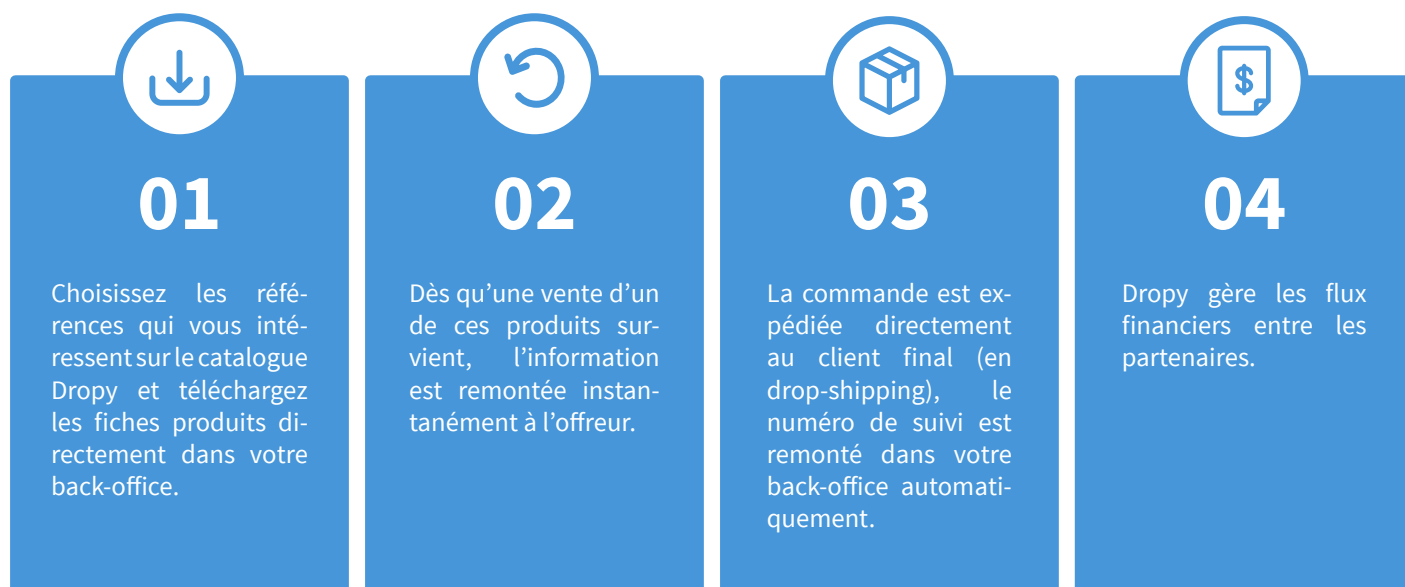 01
Choisissez les réfé-
rences qui vous inté-
ressent sur le catalogue
Dropy et téléchargez
les fiches produits di-
rectement dans votre
back-office.
02
Dès qu’une vente d’un
de ces produits sur-
vient, l’information
est remontée instan-
tanément à l’offreur.
03
La commande est ex-
pédiée directement
au client final (en
drop-shipping), le
numéro de suivi est
remonté dans votre
back-office automati-
quement.
04
Dropy gère les flux
financiers entre les
partenaires.